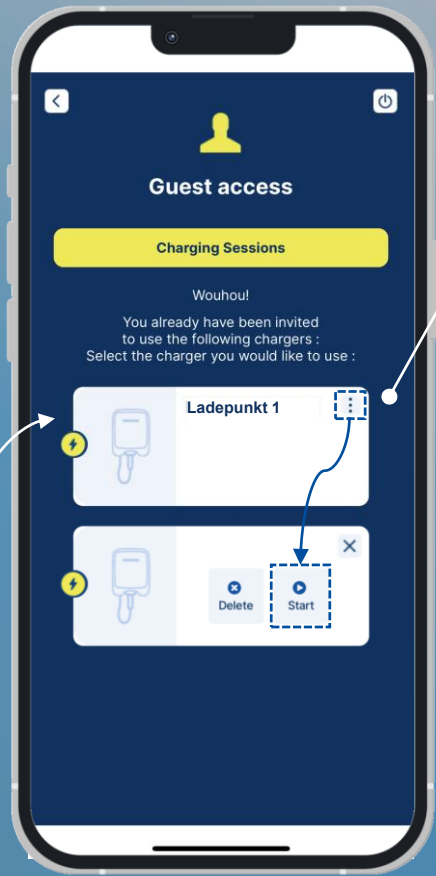 Guest access
Charging Sessions
Wouhou!
You already have been invited
to use the following chargers :
Select the charger you would like to use :
Ladepunkt 1
Delete
Start